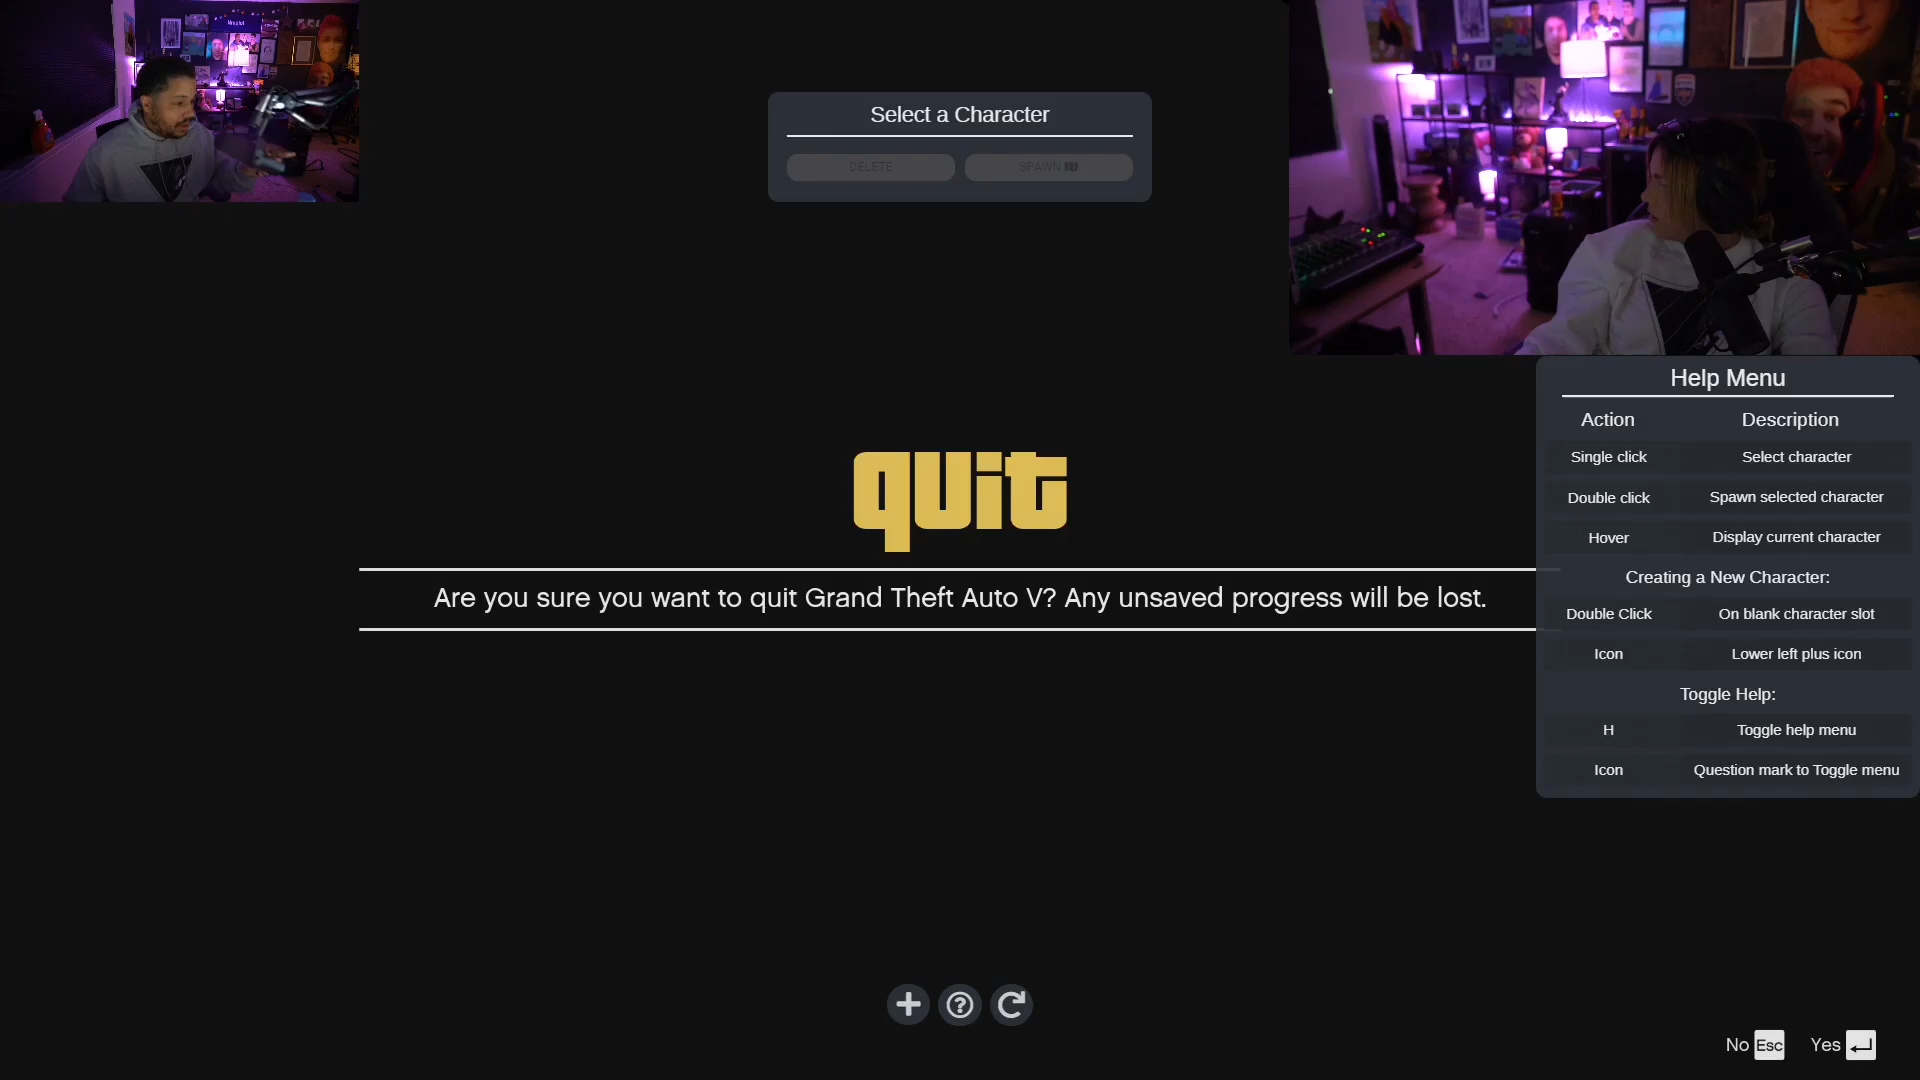 Select a Character
DELETE SPAWN
quit
Are you sure you want to quit Grand Theft Auto V? Any unsaved progress will be lost.
Help Menu
Action Description
Single click Select character
Double click Spawn selected character
Hover Display current character
Creating a New Character:
Double Click On blank character slot
Icon Lower left plus icon
Toggle Help:
H Toggle help menu
Icon Question mark to Toggle menu
No Esc Yes